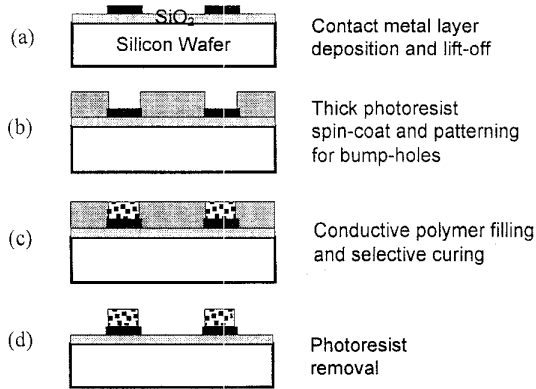 (a)
SiO2
Silicon Wafer
Contact metal layer
deposition and lift-off
(b)
Thick photoresist
spin-coat and patterning
for bump-holes
(c)
Conductive polymer filling
and selective curing
(d)
Photoresist
removal